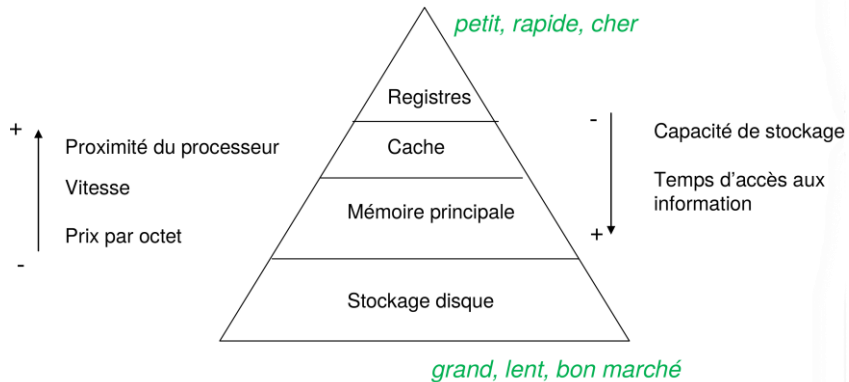 petit, rapide, cher
Registres
+
-
Proximité du processeur
Cache
Capacité de stockage
Vitesse
Temps d'accès aux
information
Mémoire principale
Prix par octet
+
-
Stockage disque
grand, lent, bon marché